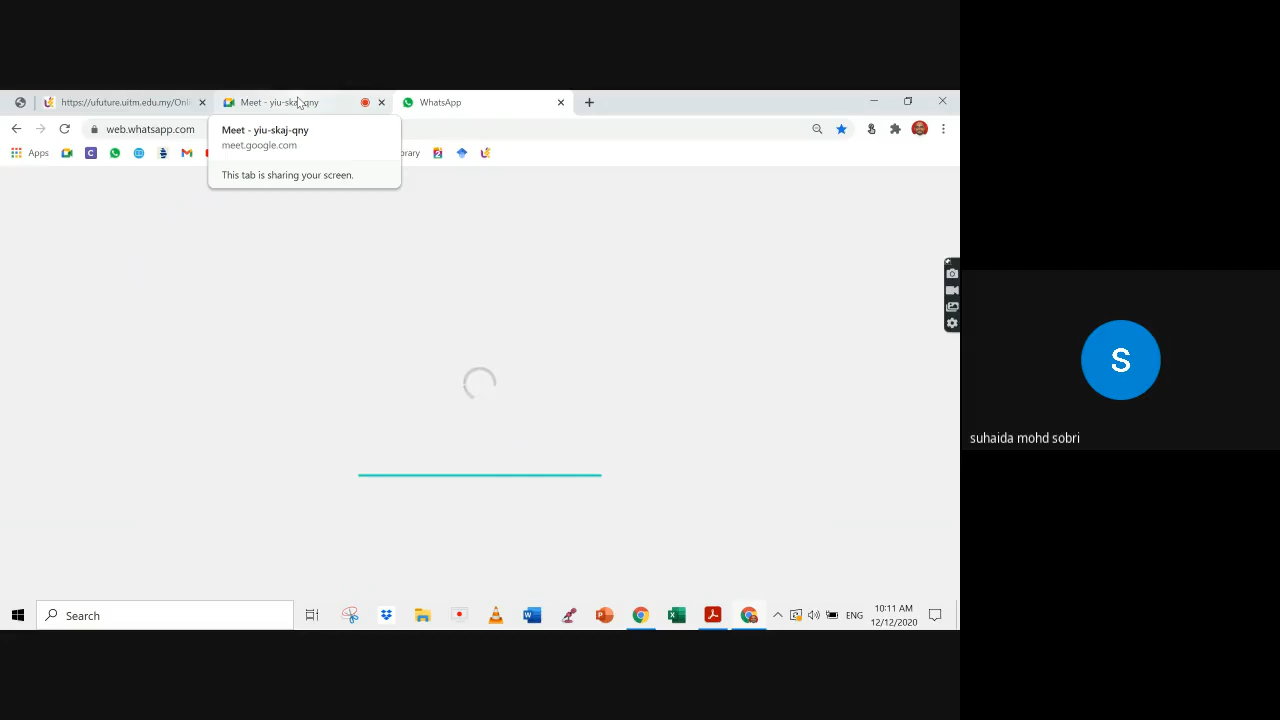 https://ufuture.uitm.edu.my/Onli
Meet - yiu-skaj-qny
WhatsApp
web.whatsapp.com
Meet - yiu-skaj-qny
meet.google.com
This tab is sharing your screen.
Apps
brary
S
suhaida mohd sobri
Search
ENG
10:11 AM
12/12/2020